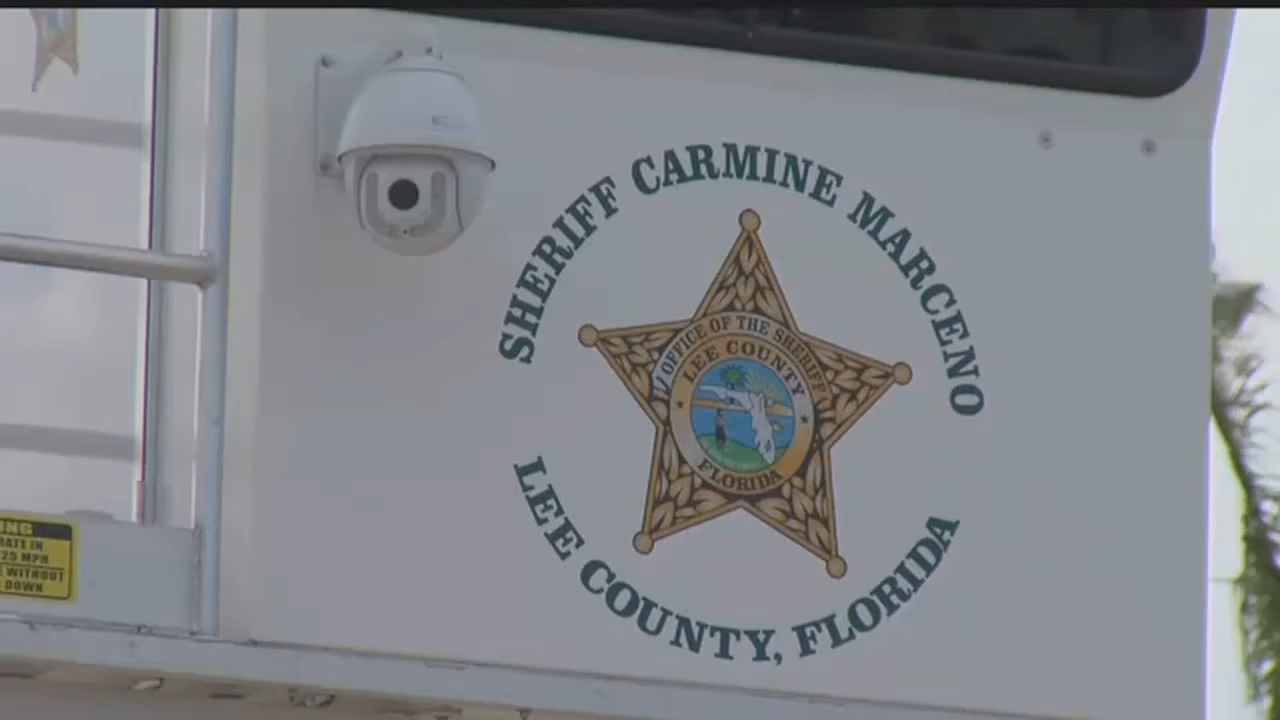 SHERIFF CARMINE MARCENO
OFFICE OF THE SHERIFF
LEE COUNTY
FLORIDA
LEE COUNTY, FLORIDA
25 MPH
WITHOUT
DOWN